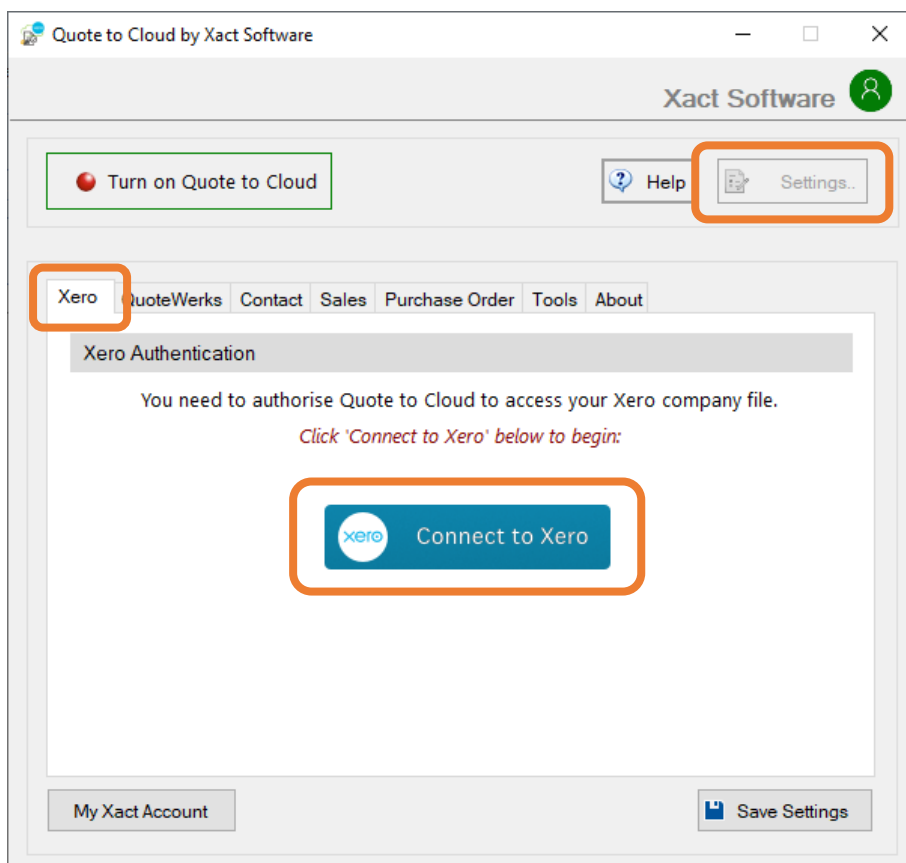 Quote to Cloud by Xact Software
Xact Software
Turn on Quote to Cloud
Help
Settings..
Xero
QuoteWerks
Contact
Sales
Purchase Order
Tools
About
Xero Authentication
You need to authorise Quote to Cloud to access your Xero company file.
Click 'Connect to Xero' below to begin:
xero
Connect to Xero
My Xact Account
Save Settings